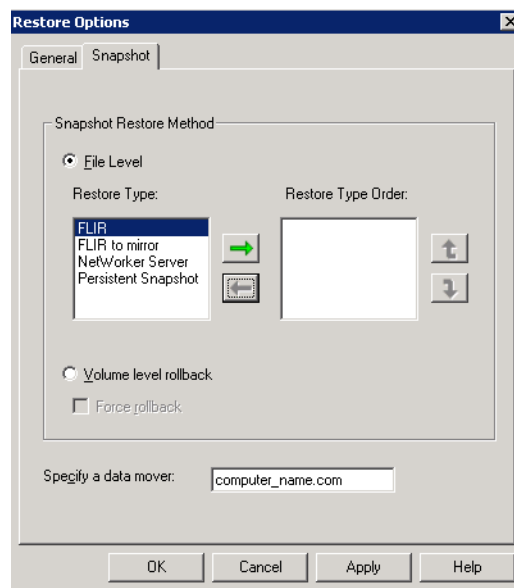 Restore Options
General
Snapshot
Snapshot Restore Method
File Level
Restore Type:
Restore Type Order:
FLIR
FLIR to mirror
NetWorker Server
Persistent Snapshot
Volume level rollback
Force rollback
Specify a data mover:
computer_name.com
OK
Cancel
Apply
Help